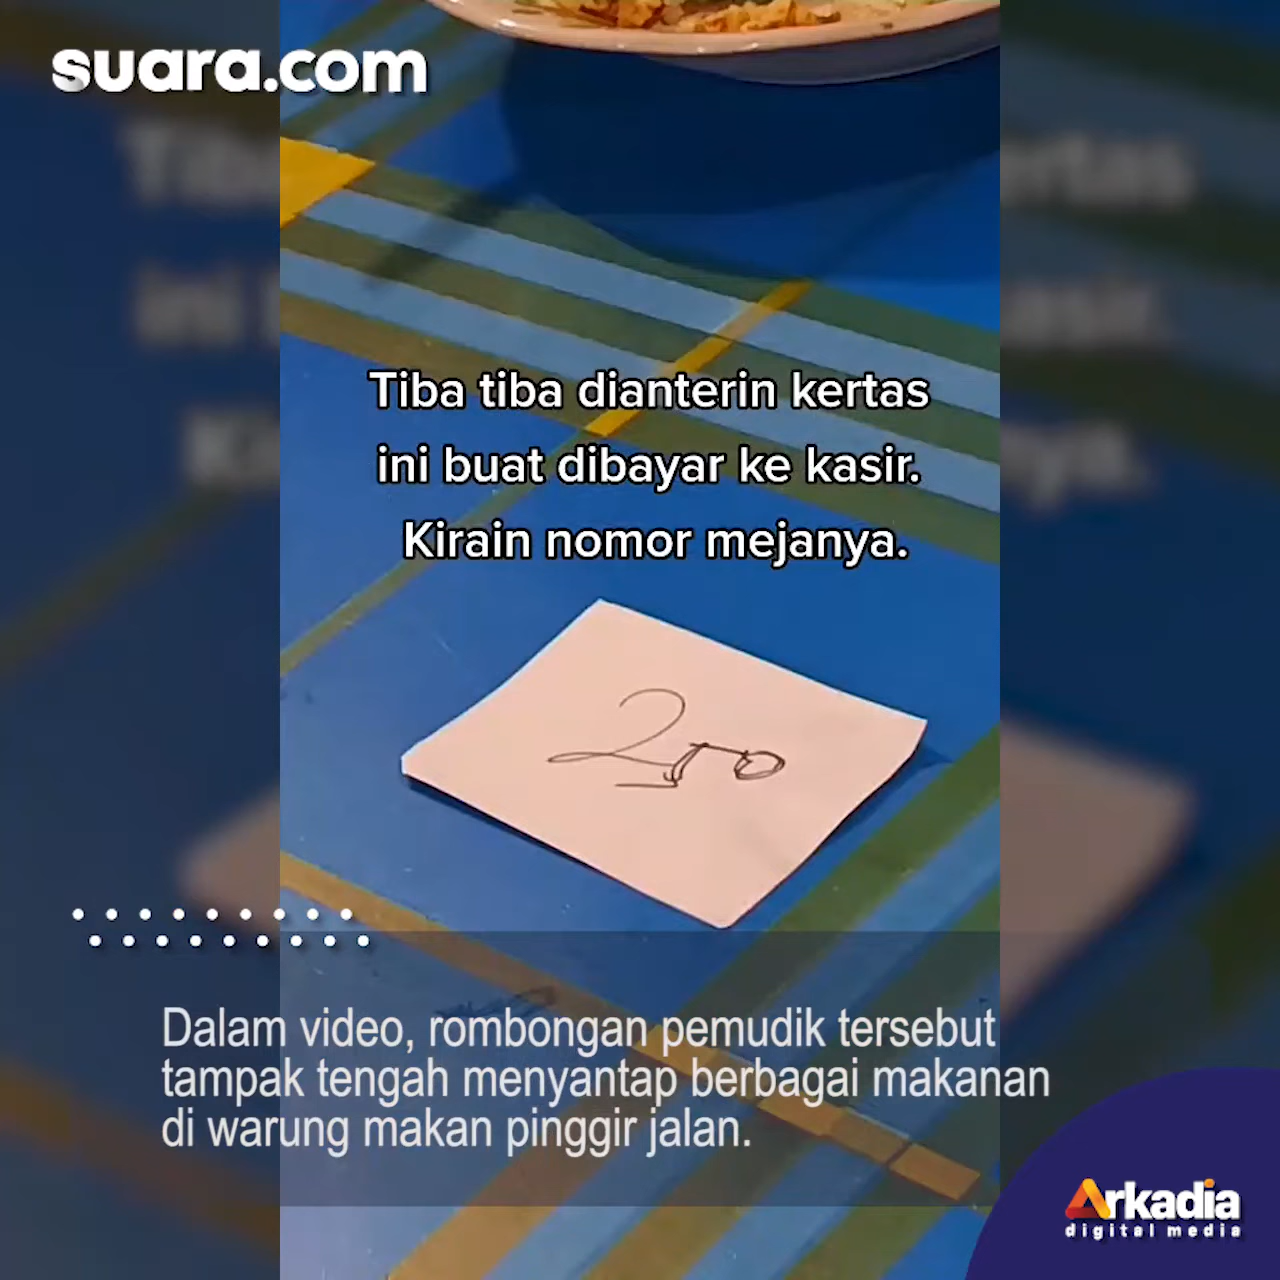 suara.com
Tiba tiba dianterin kertas
ini buat dibayar ke kasir.
Kirain nomor mejanya.
250
Dalam video, rombongan pemudik tersebut
tampak tengah menyantap berbagai makanan
di warung makan pinggir jalan.
Arkadia
digital media